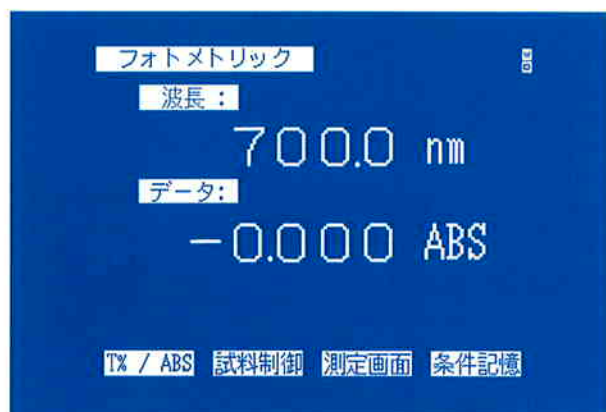 フォトメトリック
波長：
700.0 nm
データ:
-0.000 ABS
T% / ABS 試料制御 測定画面 条件記憶